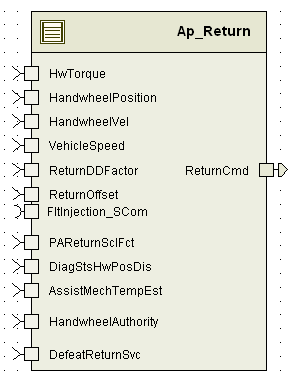 Ap_Return
HwTorque
HandwheelPosition
HandwheelVel
VehicleSpeed
ReturnDDFactor ReturnCmd
ReturnOffset
FltInjection_SCom
PAReturnSclFct
DiagStsHwPosDis
AssistMechTempEst
HandwheelAuthority
DefeatReturnSvc